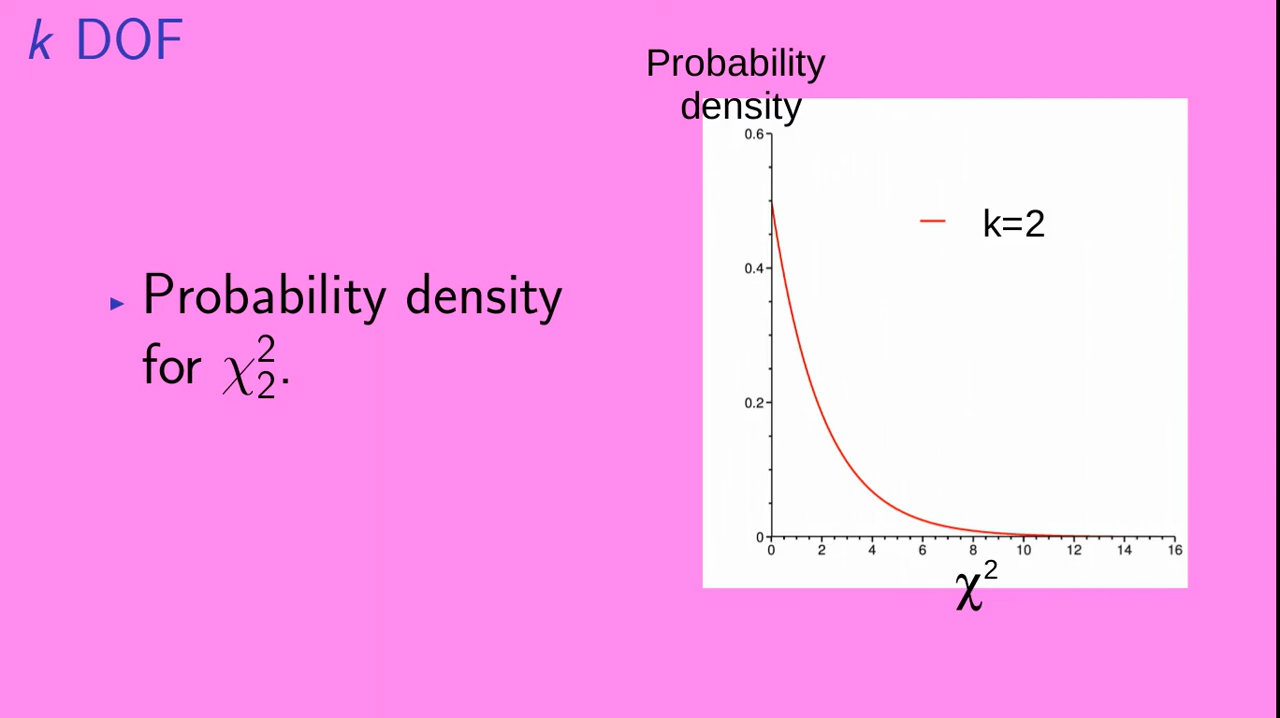 k DOF
Probability
density
Probability density
for χ²₂.
0.6
0.4
0.2
0
k=2
0 2 4 6 8 10 12 14 16
χ²